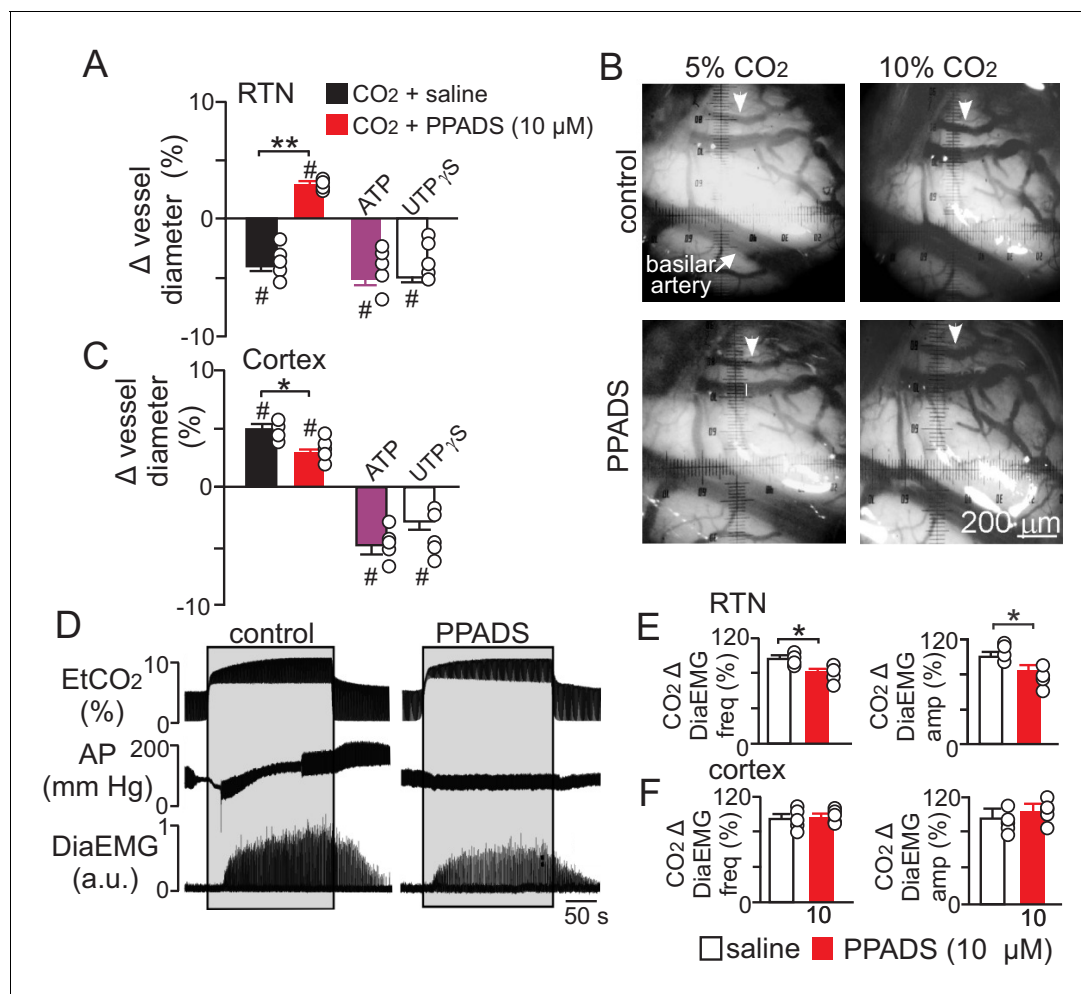 A
RTN
CO2 + saline
CO2 + PPADS (10 µM)
Δ vessel
diameter (%)
10
0
-10
**
#
#
ATP
UTPγS
#
#
B
5% CO2
10% CO2
control
PPADS
basilar
artery
200 µm
C
Cortex
Δ vessel
diameter
(%)
10
0
-10
*
#
#
ATP
UTPγS
#
#
D
control
PPADS
EtCO2
(%)
10
0
AP
(mm Hg)
200
0
DiaEMG
(a.u.)
1
0
50 s
E
RTN
CO2 Δ
DiaEMG
freq (%)
120
0
*
CO2 Δ
DiaEMG
amp (%)
120
0
*
F
cortex
CO2 Δ
DiaEMG
freq (%)
120
0
10
CO2 Δ
DiaEMG
amp (%)
120
0
10
saline
PPADS (10 µM)